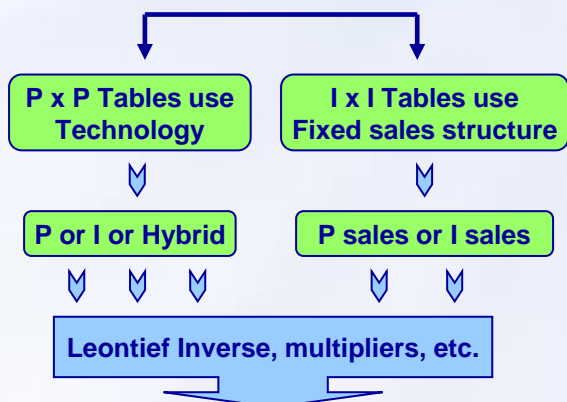 P x P Tables use
Technology
I x I Tables use
Fixed sales structure
P or I or Hybrid
P sales or I sales
Leontief Inverse, multipliers, etc.